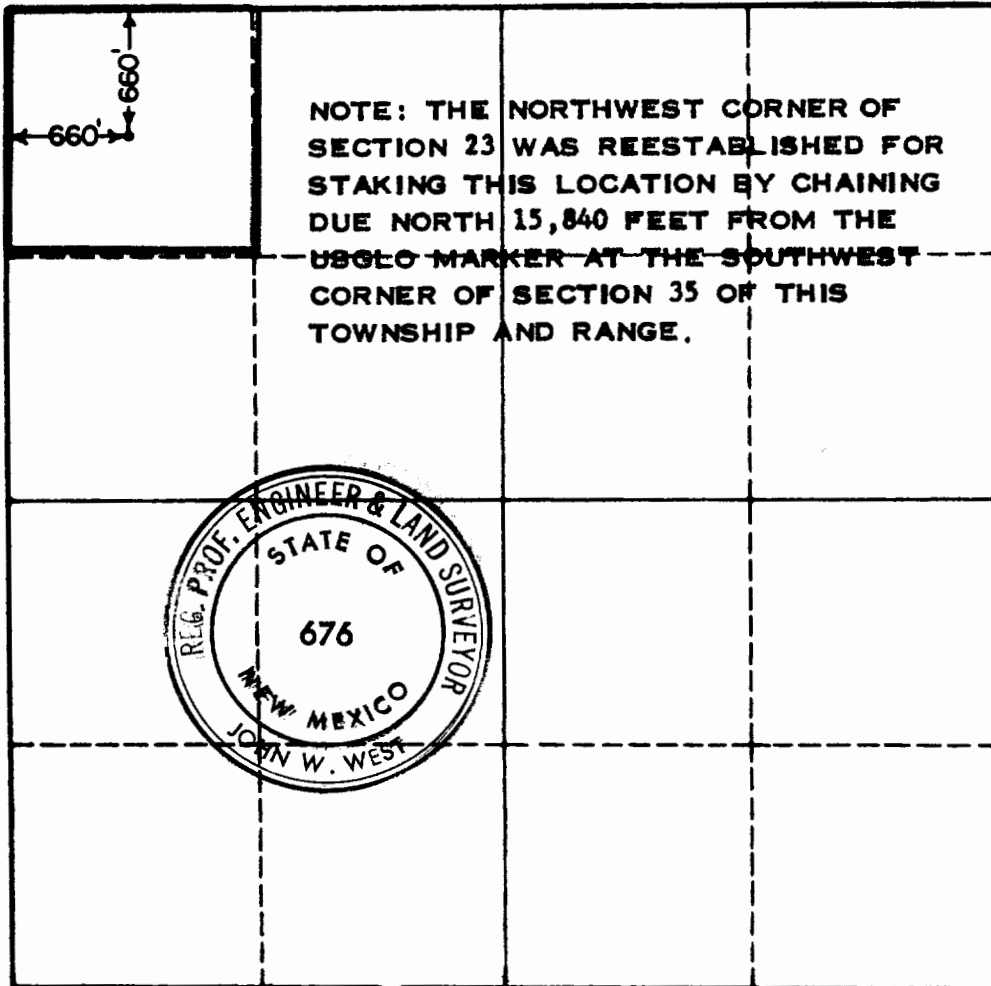 660'
660'
NOTE: THE NORTHWEST CORNER OF
SECTION 23 WAS REESTABLISHED FOR
STAKING THIS LOCATION BY CHAINING
DUE NORTH 15,840 FEET FROM THE
USGLO MARKER AT THE SOUTHWEST
CORNER OF SECTION 35 OF THIS
TOWNSHIP AND RANGE.
REG. PROF. ENGINEER & LAND SURVEYOR
STATE OF
676
NEW MEXICO
JOHN W. WEST